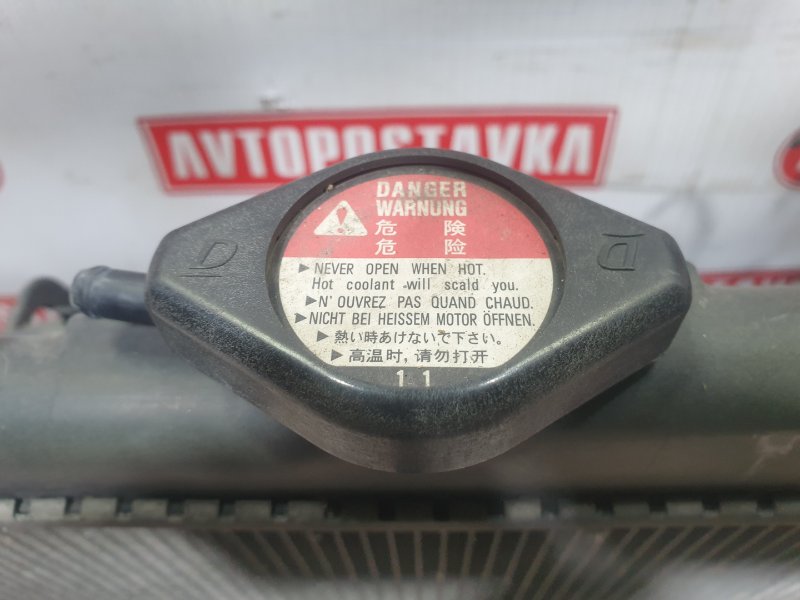 AVTOPOSTAVKA
DANGER
WARNUNG
危 険
危 险
▶ NEVER OPEN WHEN HOT.
Hot coolant will scald you.
▶ N'OUVREZ PAS QUAND CHAUD.
▶ NICHT BEI HEISSEM MOTOR ÖFFNEN.
▶ 熱い時あけないで下さい。
▶ 高温时, 请勿打开
1 1